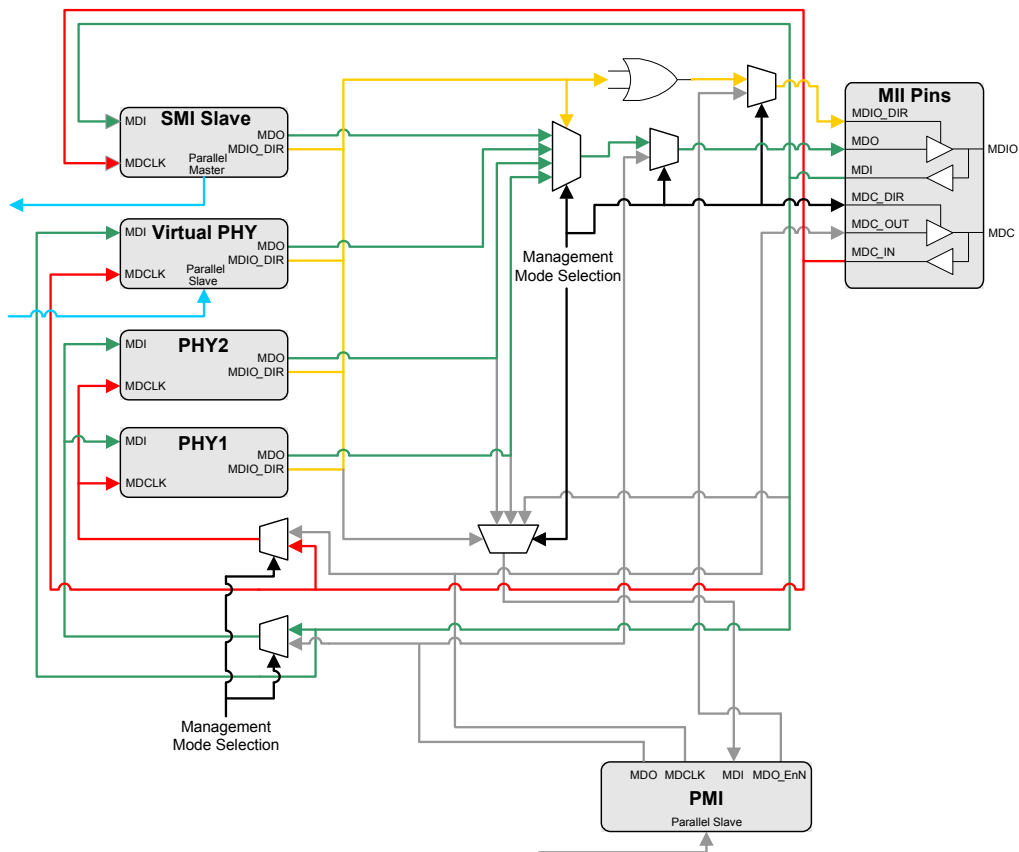 SMI Slave
MDI
MDO
MDIO_DIR
MDCLK
Parallel
Master
Virtual PHY
MDI
MDO
MDIO_DIR
MDCLK
Parallel
Slave
PHY2
MDI
MDO
MDIO_DIR
MDCLK
PHY1
MDI
MDO
MDIO_DIR
MDCLK
Management
Mode Selection
MII Pins
MDIO_DIR
MDO
MDIO
MDI
MDC_DIR
MDC_OUT
MDC
MDC_IN
Management
Mode Selection
MDO MDCLK MDI MDO_EnN
PMI
Parallel Slave